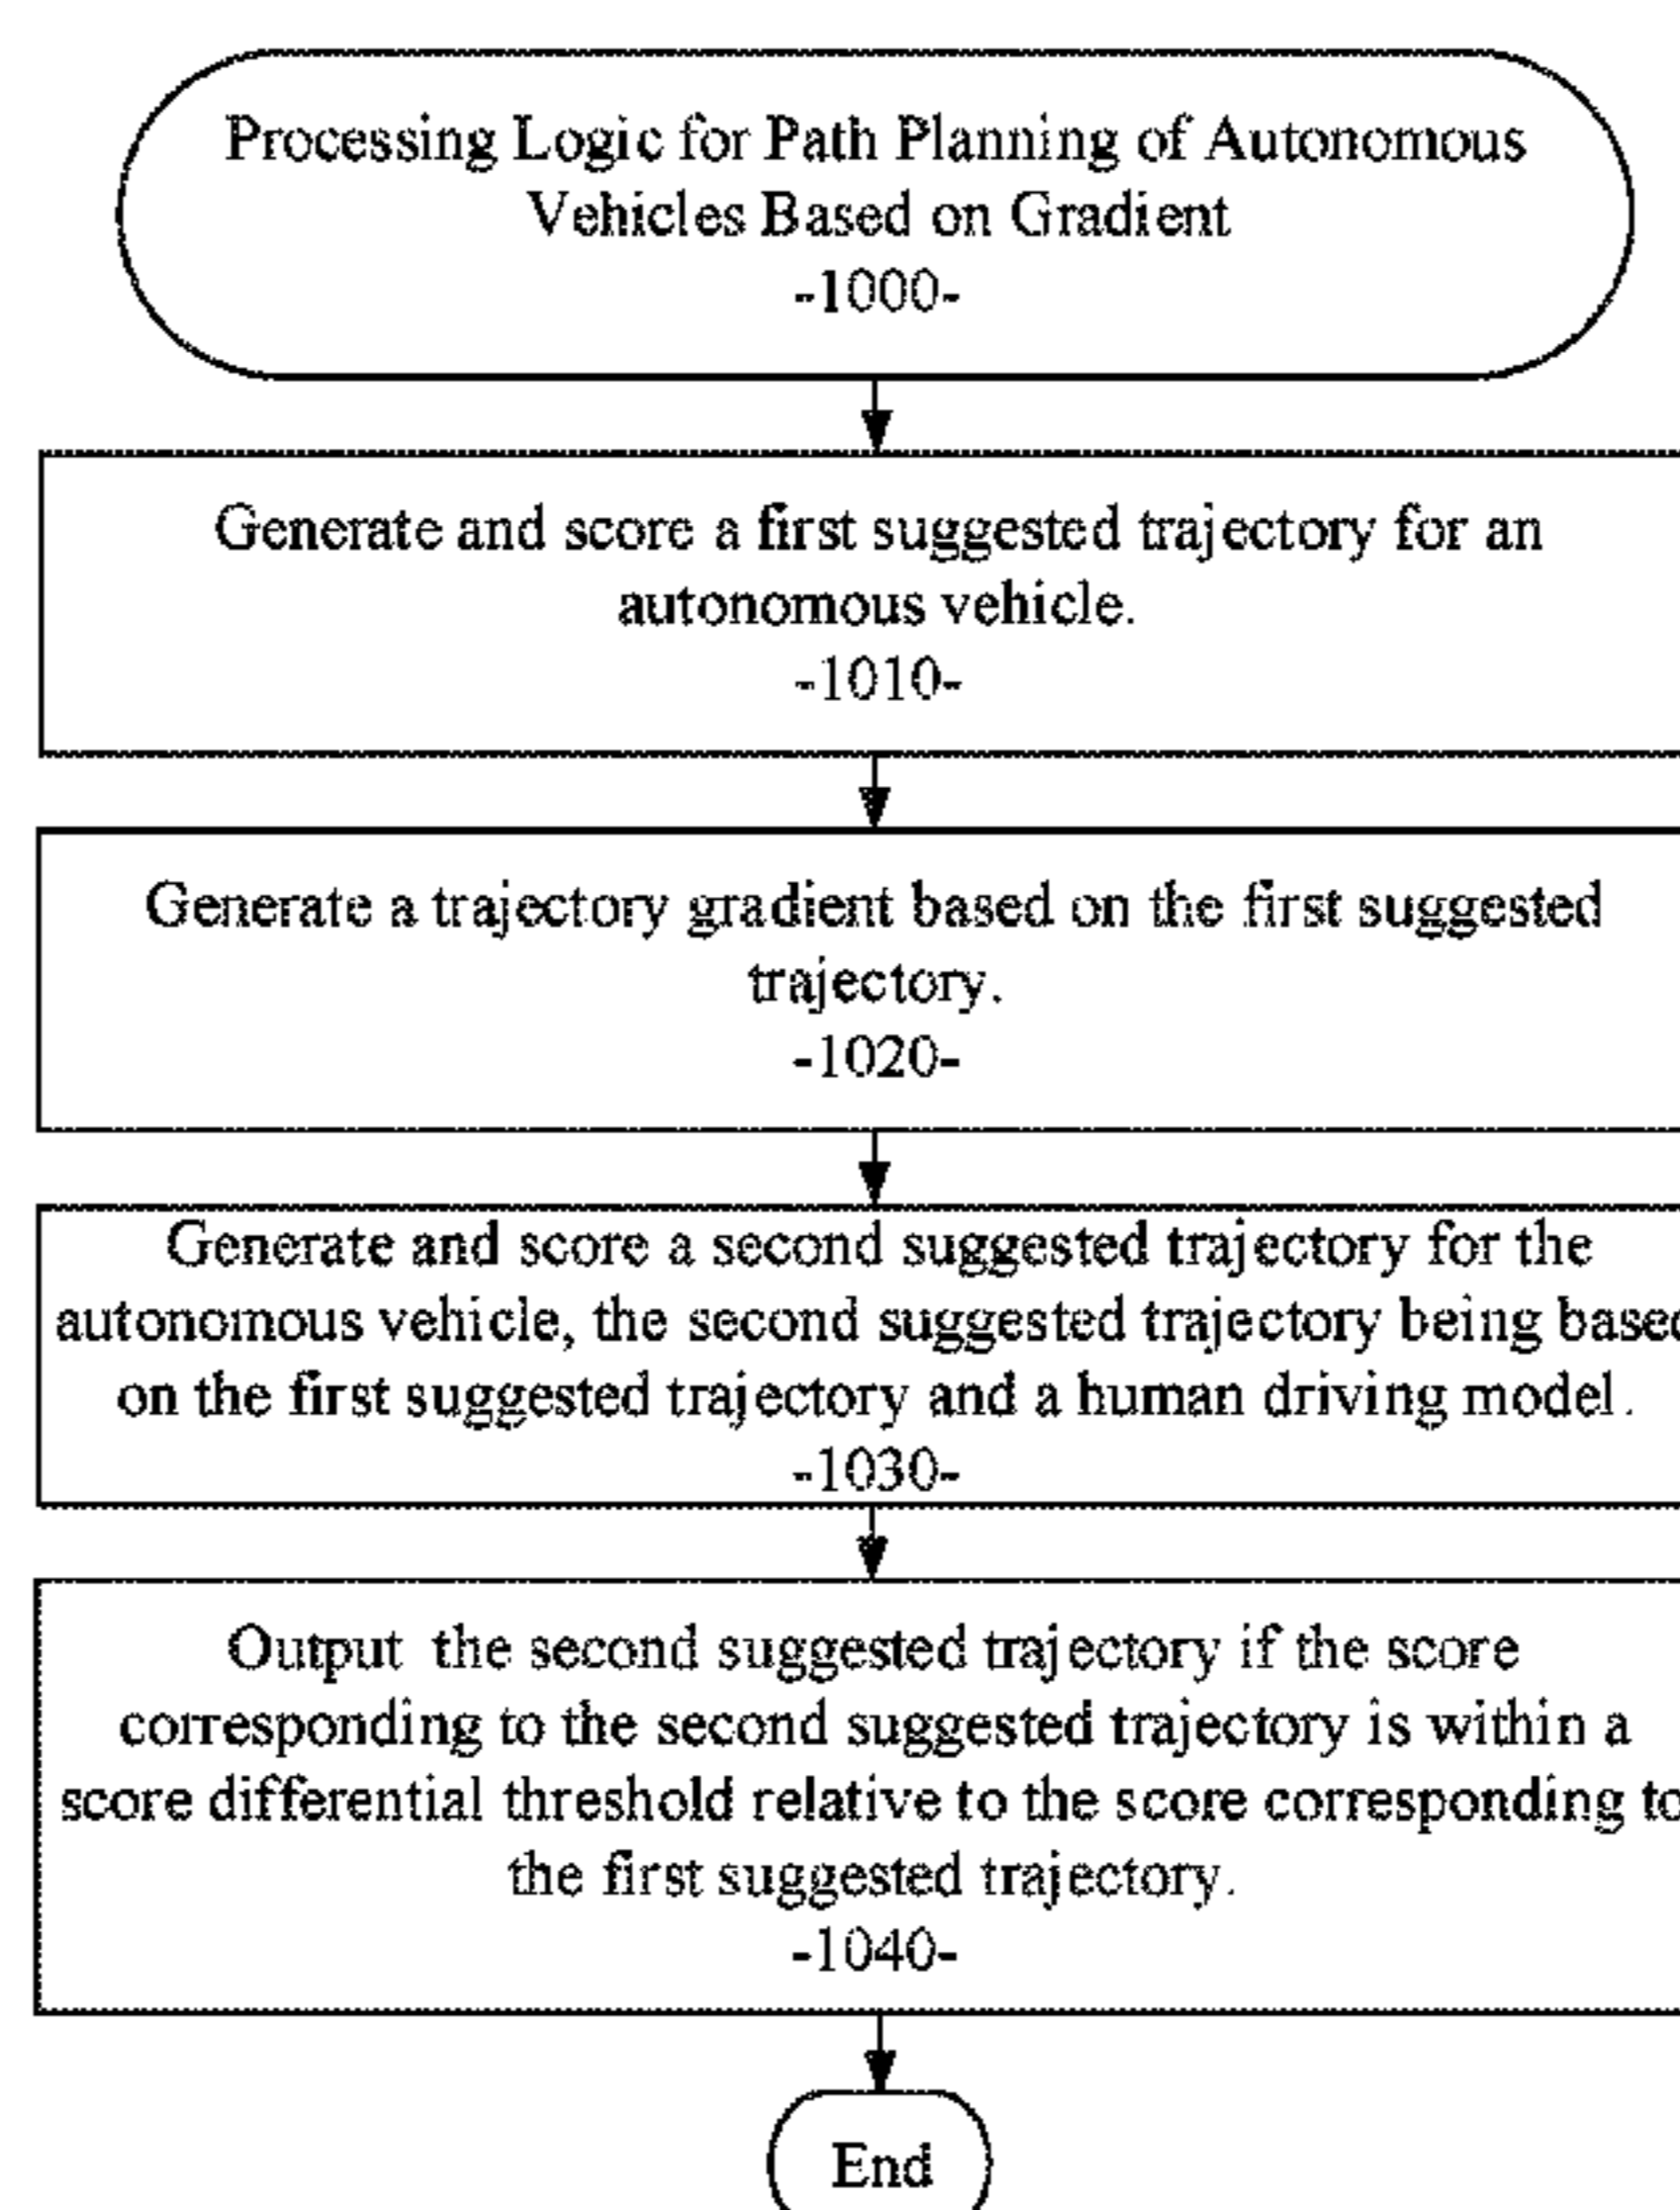 Processing Logic for Path Planning of Autonomous
Vehicles Based on Gradient
-1000-
Generate and score a first suggested trajectory for an
autonomous vehicle.
-1010-
Generate a trajectory gradient based on the first suggested
trajectory.
-1020-
Generate and score a second suggested trajectory for the
autonomous vehicle, the second suggested trajectory being based
on the first suggested trajectory and a human driving model.
-1030-
Output the second suggested trajectory if the score
corresponding to the second suggested trajectory is within a
score differential threshold relative to the score corresponding to
the first suggested trajectory.
-1040-
End